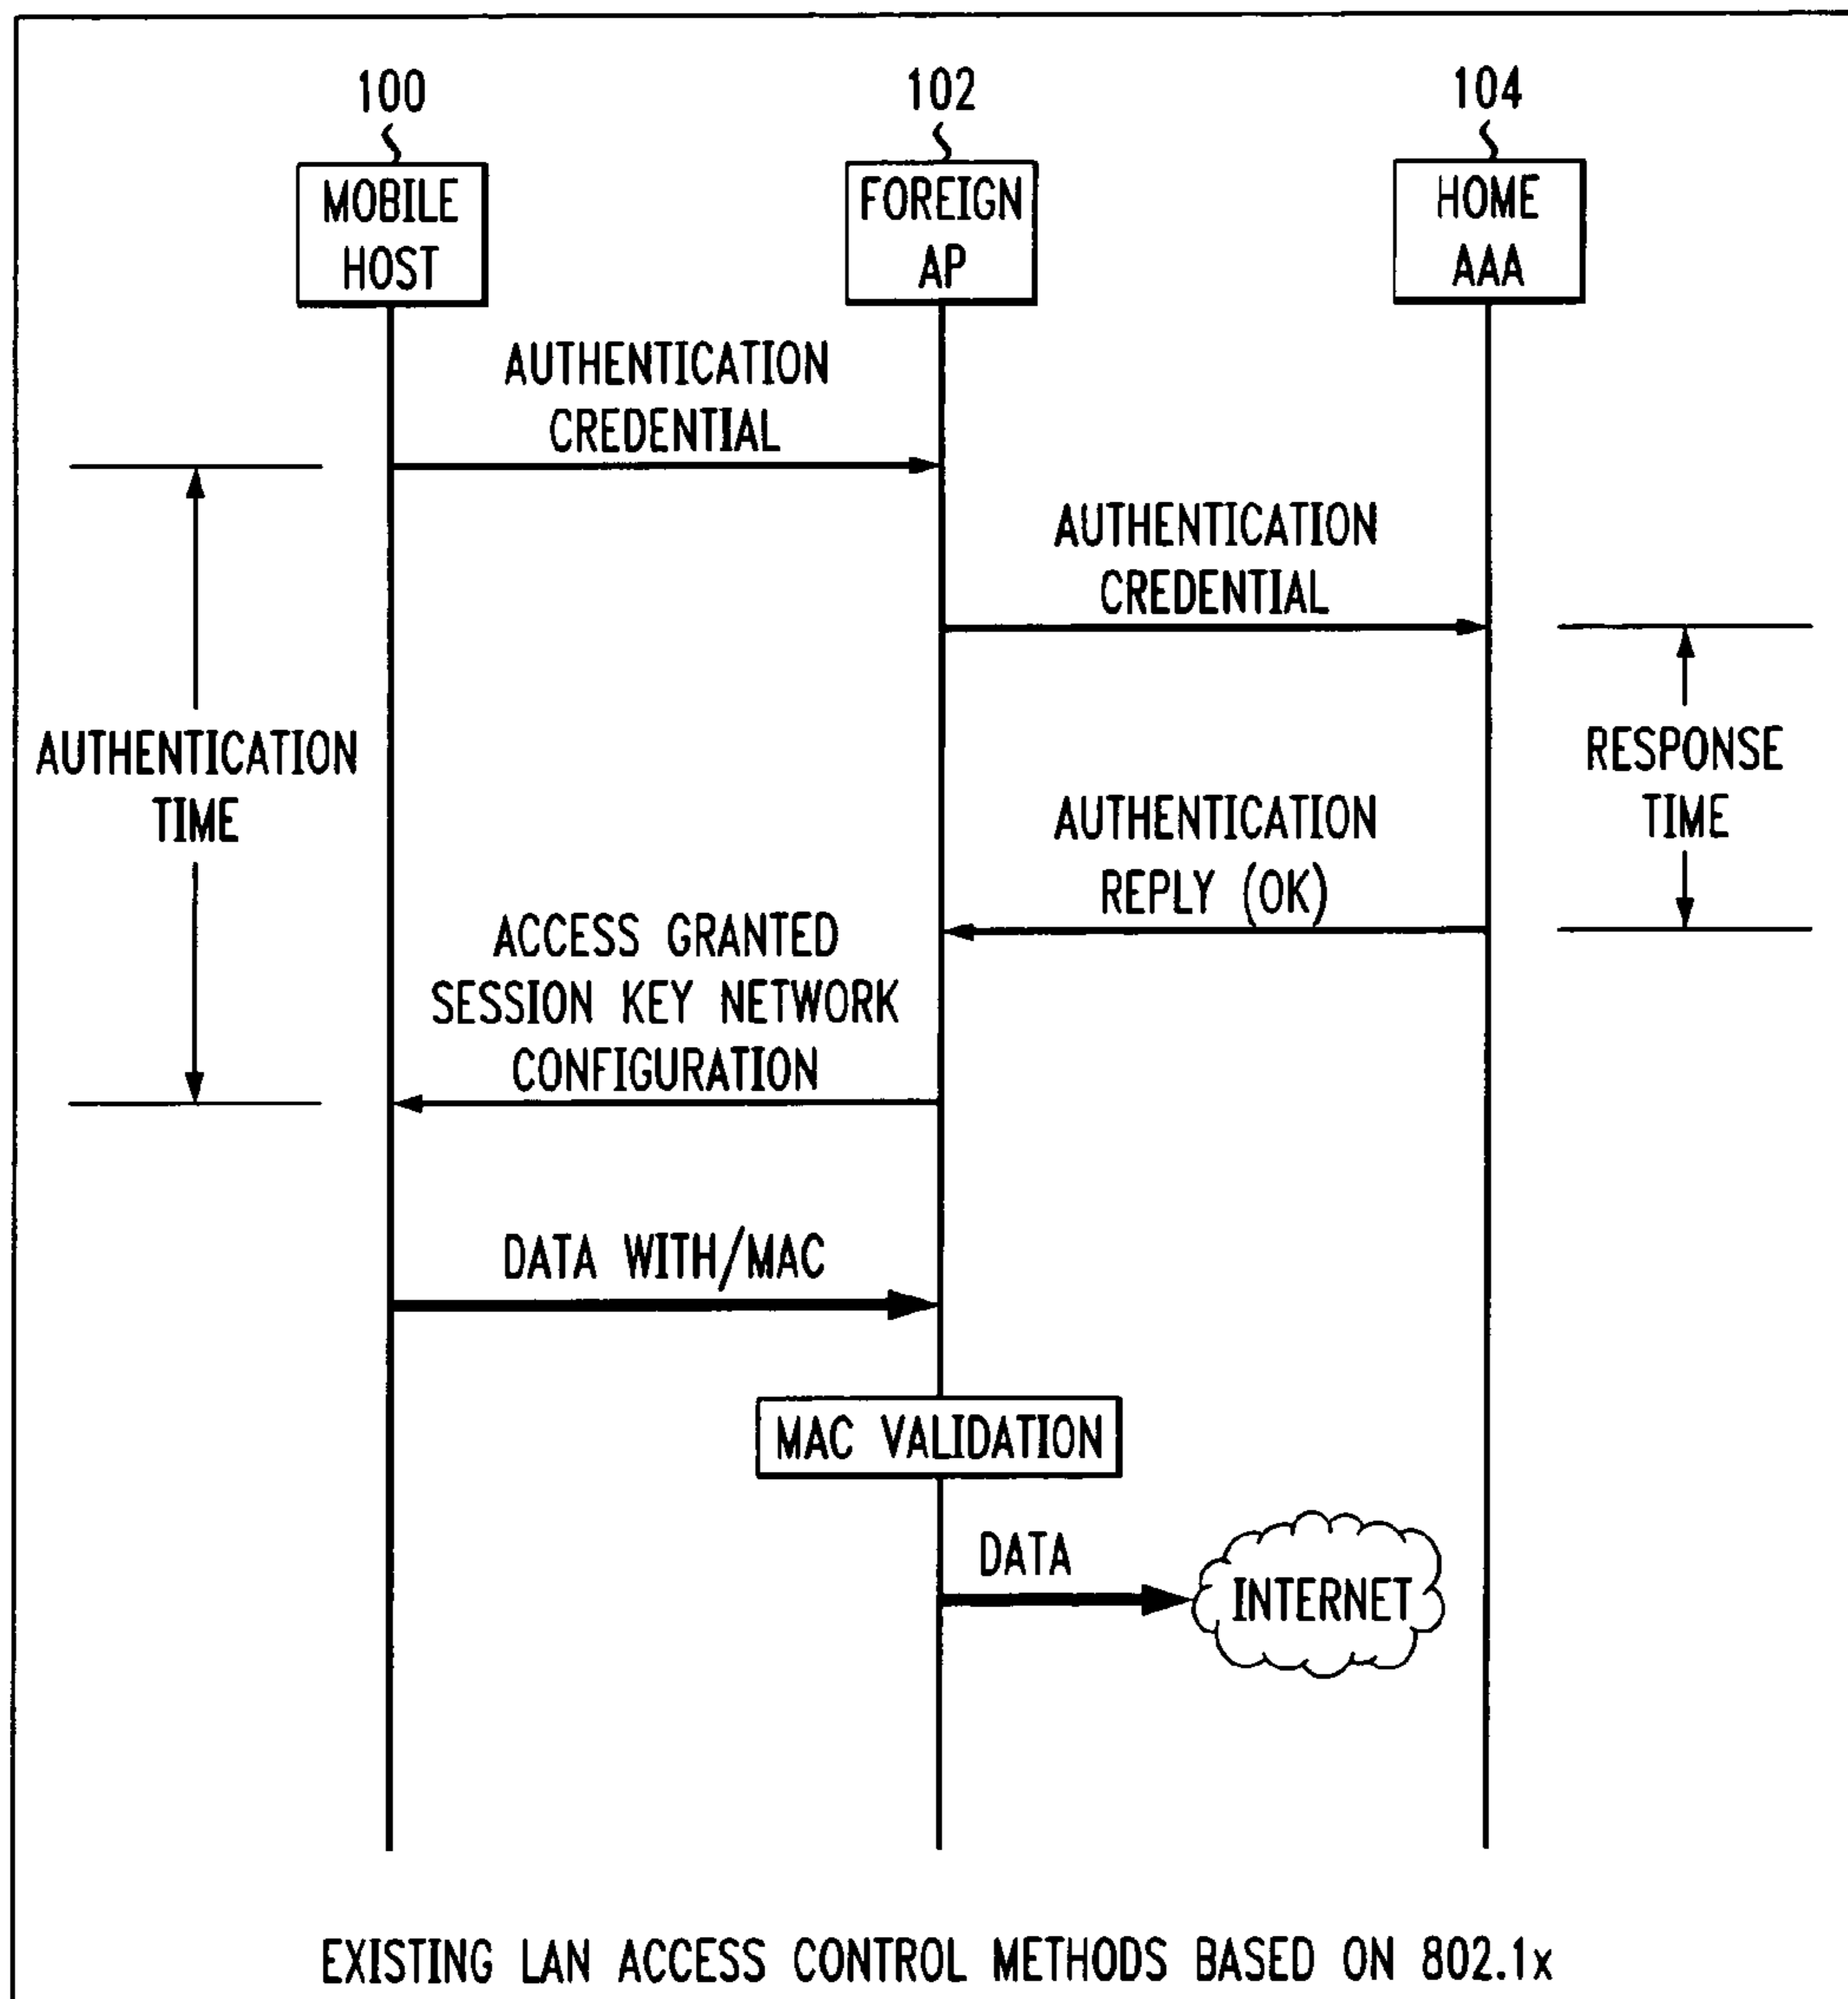 100
102
104
MOBILE
HOST
FOREIGN
AP
HOME
AAA
AUTHENTICATION
CREDENTIAL
AUTHENTICATION
CREDENTIAL
AUTHENTICATION
TIME
RESPONSE
TIME
AUTHENTICATION
REPLY (OK)
ACCESS GRANTED
SESSION KEY NETWORK
CONFIGURATION
DATA WITH/MAC
MAC VALIDATION
DATA
INTERNET
EXISTING LAN ACCESS CONTROL METHODS BASED ON 802.1x